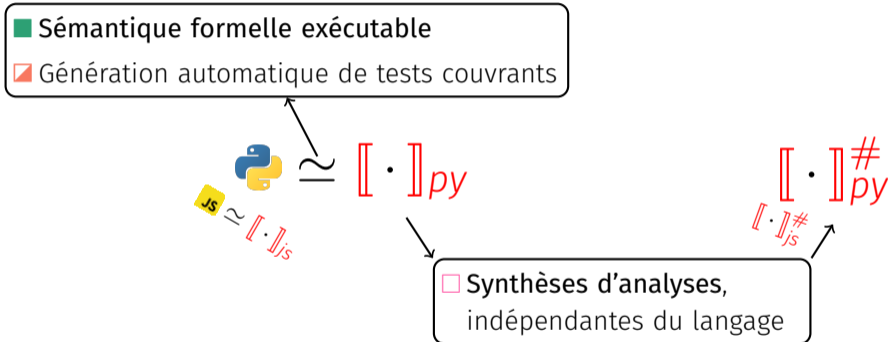 Sémantique formelle exécutable
Génération automatique de tests couvrants
≃ ⟦ · ⟧py
⟦ · ⟧#py
JS ≃ ⟦ · ⟧js
⟦ · ⟧#js
Synthèses d'analyses,
indépendantes du langage